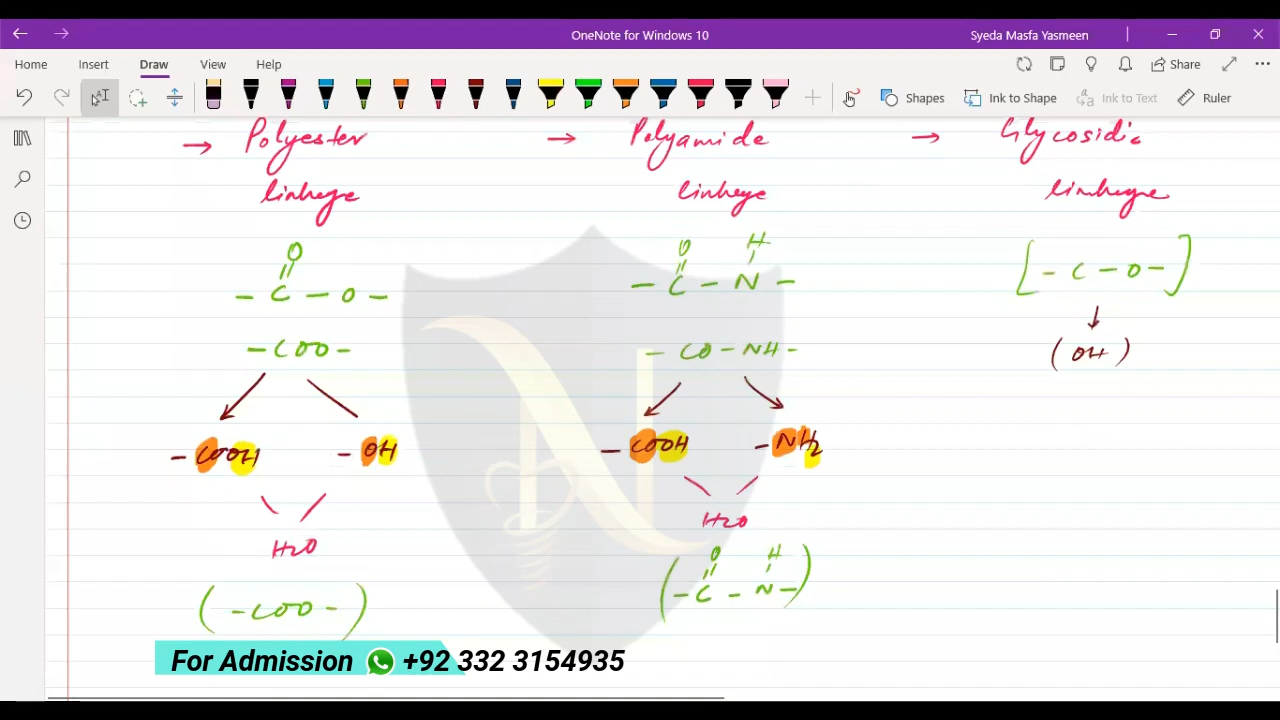 OneNote for Windows 10
Syeda Masfa Yasmeen
Home Insert Draw View Help
Share
Shapes
Ink to Shape
Ink to Text
Ruler
→ Polyester
linkage
O
||
- C - O -
- COO -
- COOH
- OH
H2O
( - COO - )
→ Polyamide
linkage
O H
|| |
- C - N -
- CO - NH -
- COOH
- NH2
H2O
O H
|| |
( - C - N - )
→ Glycosidic
linkage
[ - C - O - ]
↓
( OH )
For Admission +92 332 3154935